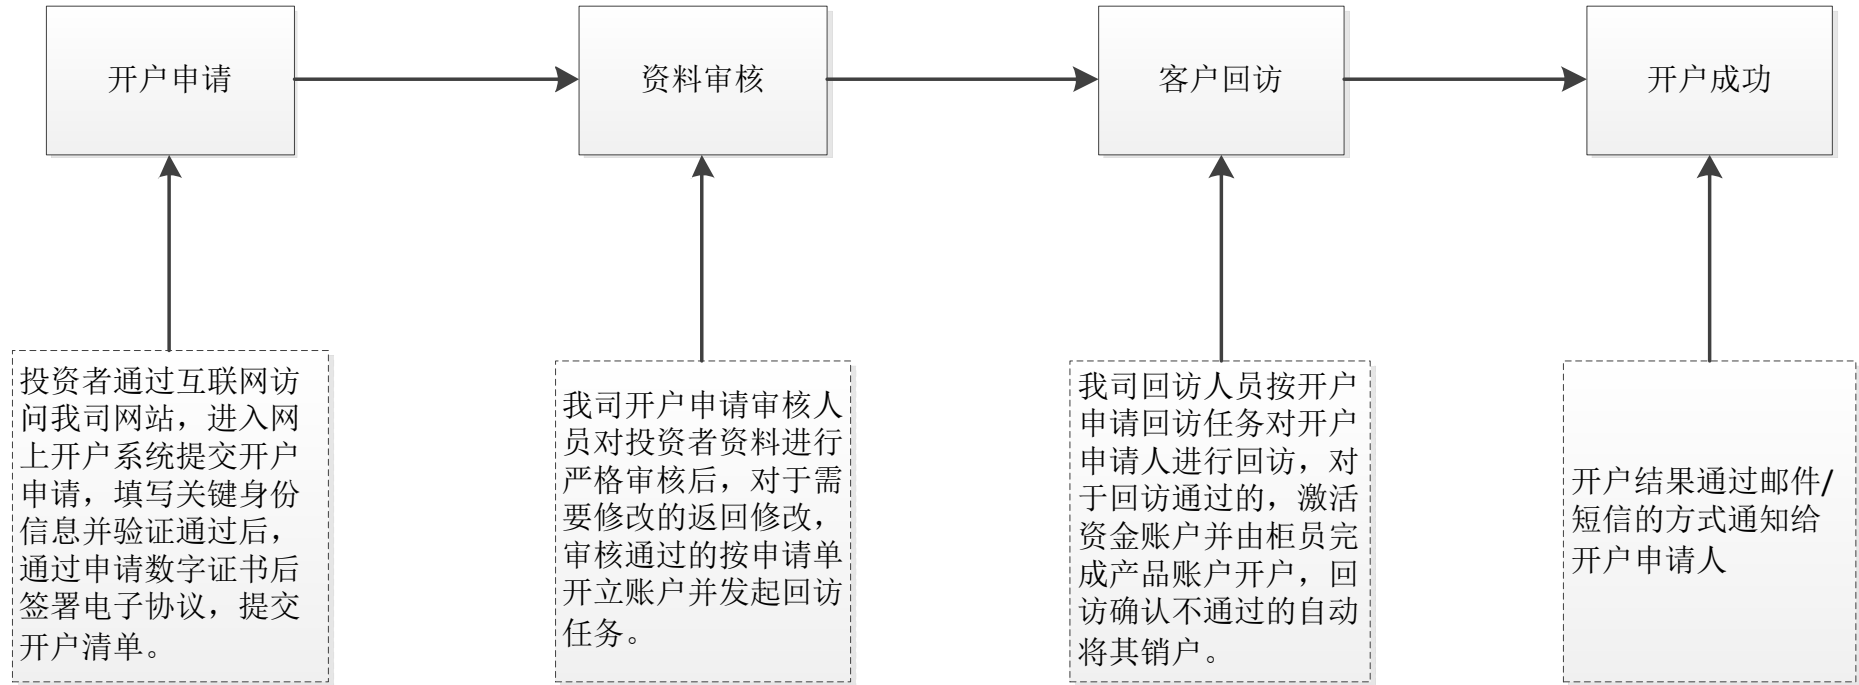 开户申请
资料审核
客户回访
开户成功
投资者通过互联网访
问我司网站，进入网
上开户系统提交开户
申请，填写关键身份
信息并验证通过后，
通过申请数字证书后
签署电子协议，提交
开户清单。
我司开户申请审核人
员对投资者资料进行
严格审核后，对于需
要修改的返回修改，
审核通过的按申请单
开立账户并发起回访
任务。
我司回访人员按开户
申请回访任务对开户
申请人进行回访，对
于回访通过的，激活
资金账户并由柜员完
成产品账户开户，回
访确认不通过的自动
将其销户。
开户结果通过邮件/
短信的方式通知给
开户申请人